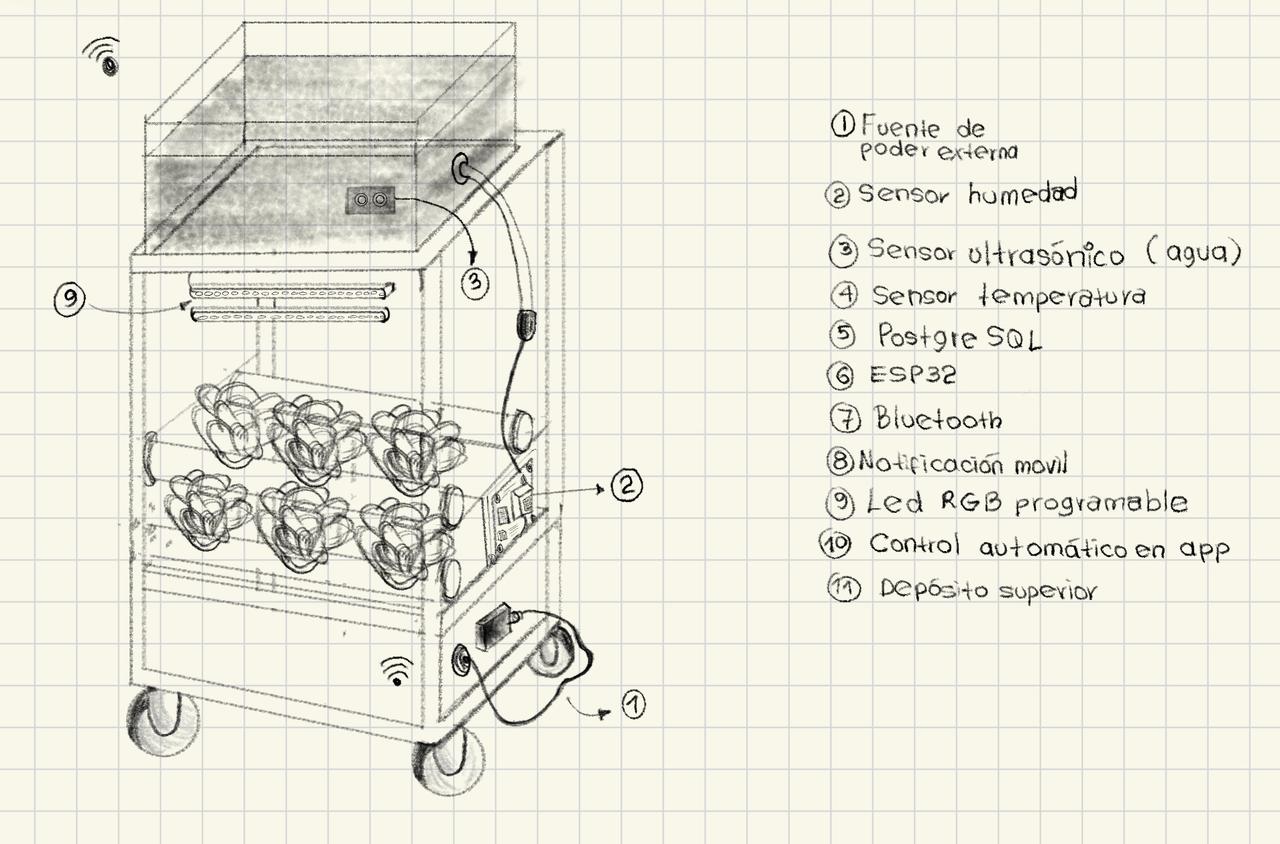 ① Fuente de
poder externa
② Sensor humedad
③ Sensor ultrasónico (agua)
④ Sensor temperatura
⑤ Postgre SQL
⑥ ESP32
⑦ Bluetooth
⑧ Notificación movil
⑨ Led RGB programable
⑩ Control automático en app
⑪ Depósito superior
③
⑨
②
①